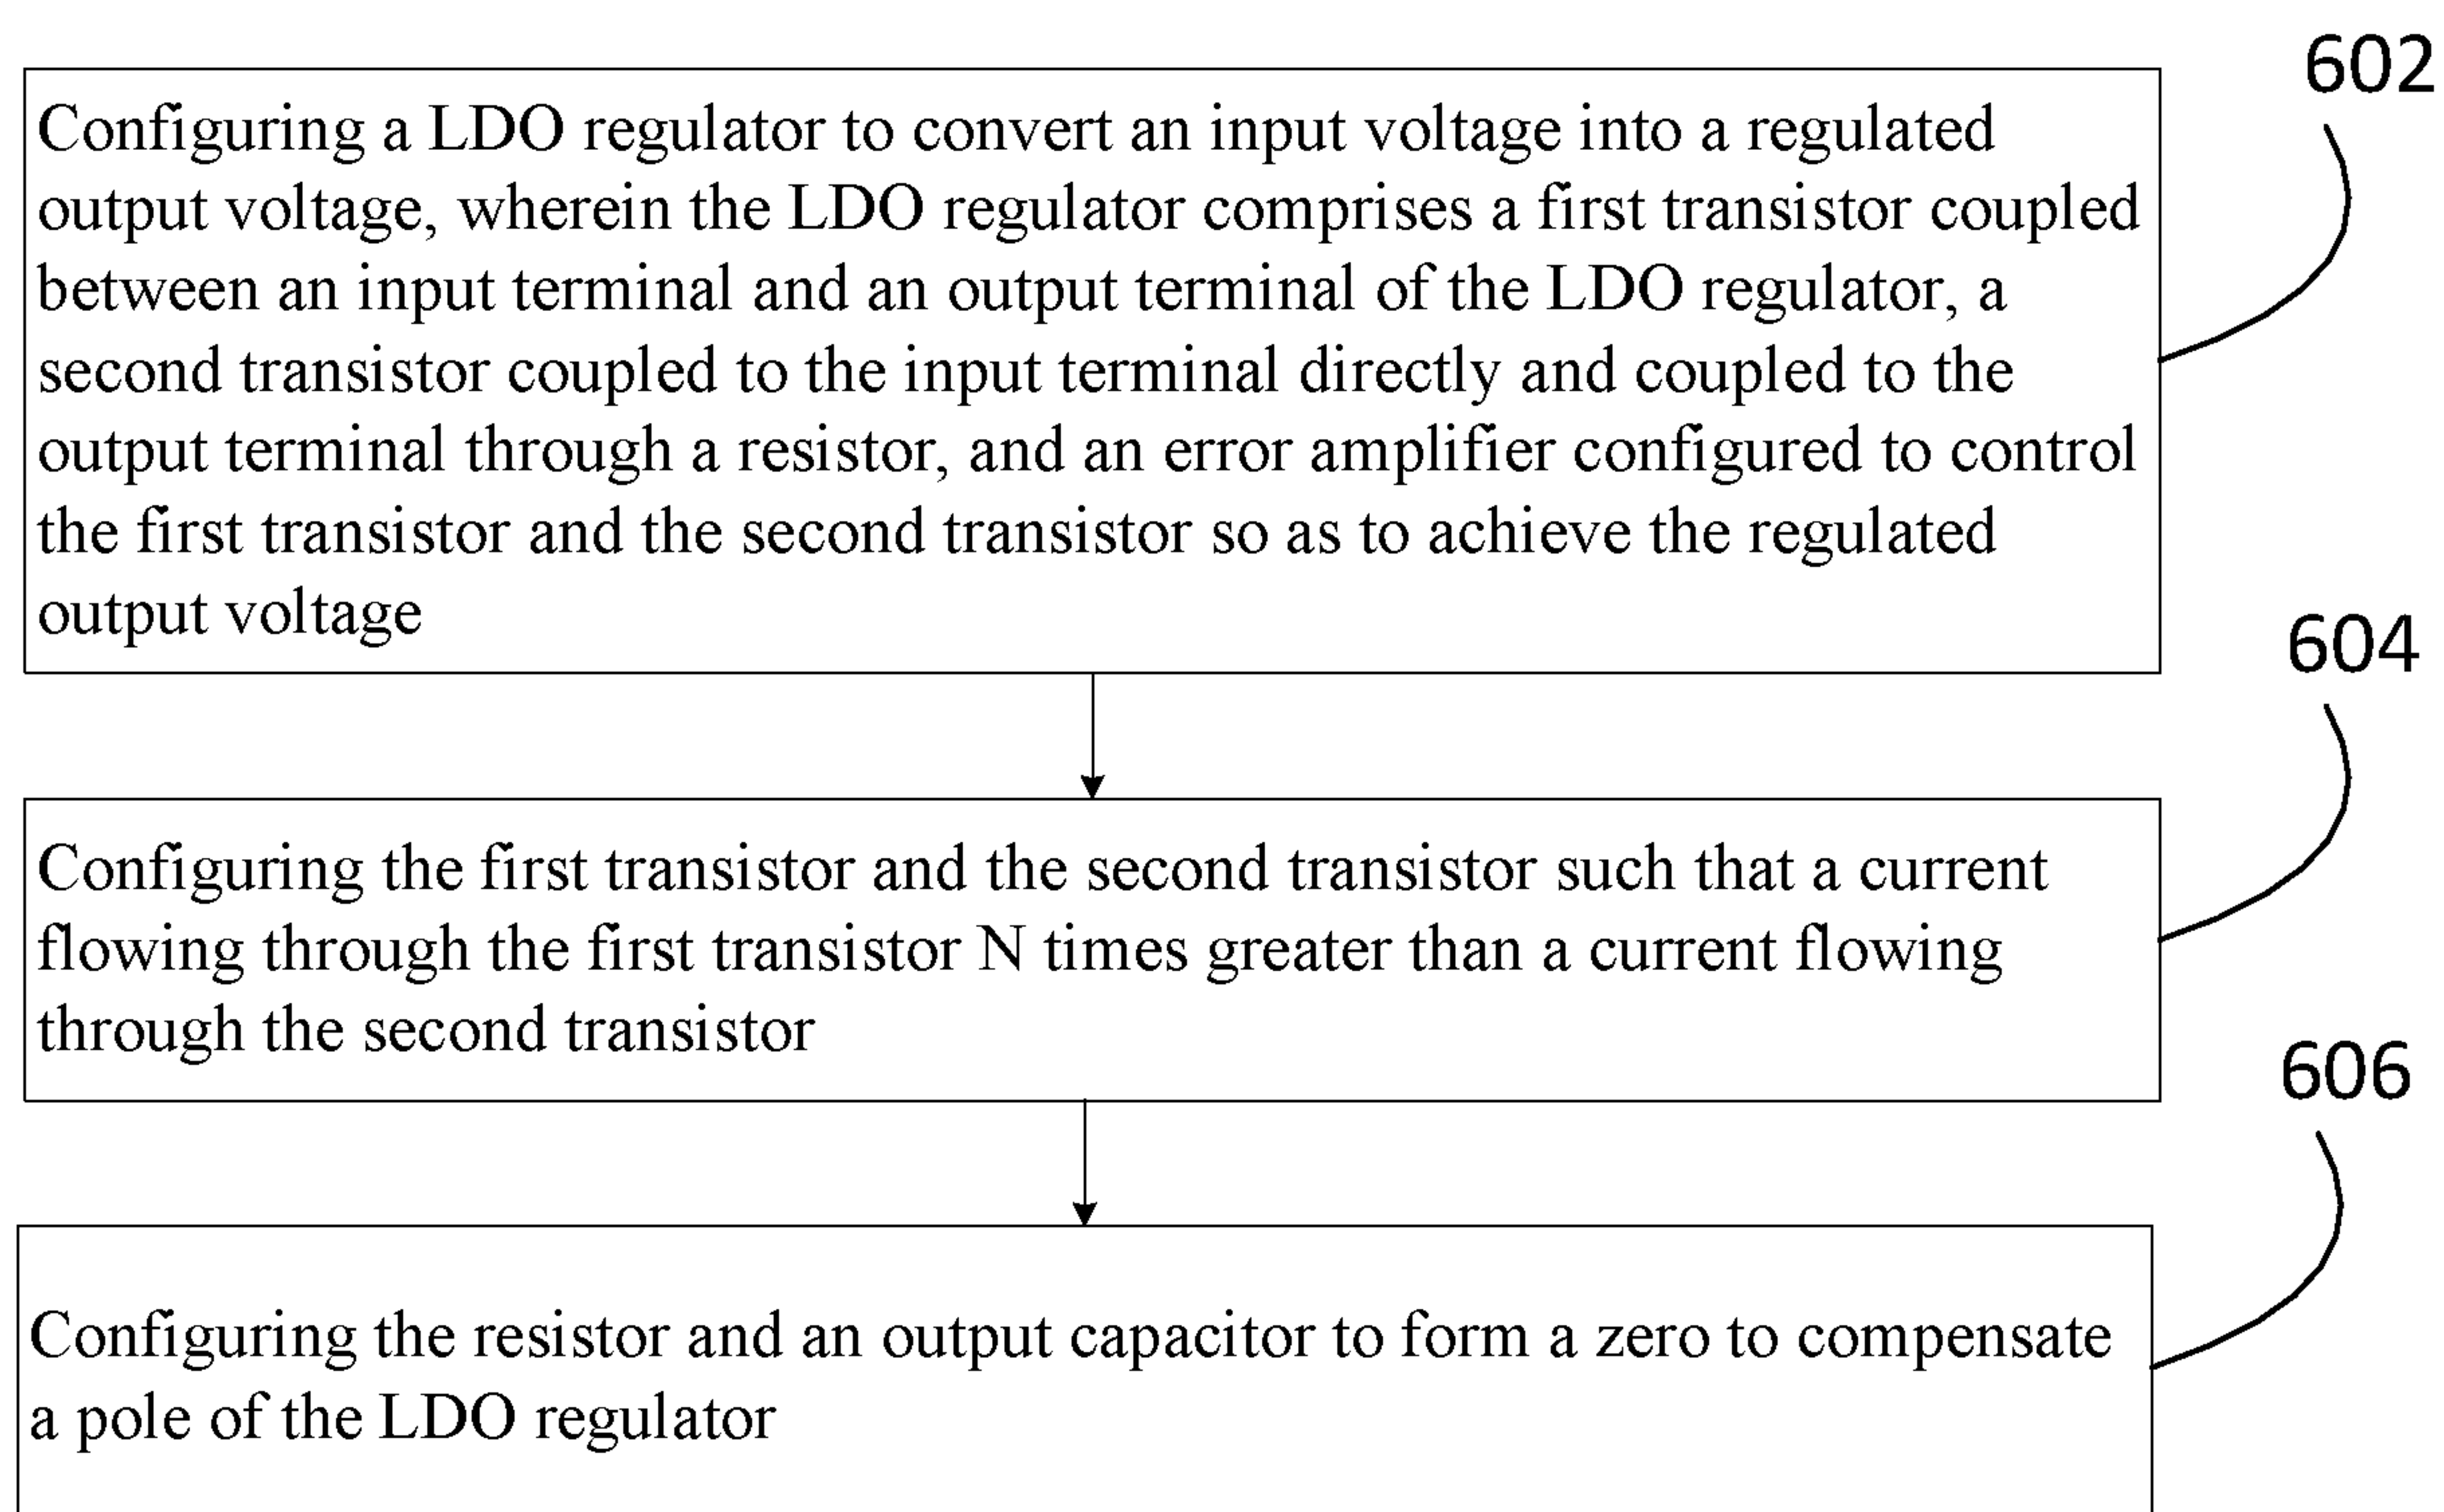 602
Configuring a LDO regulator to convert an input voltage into a regulated
output voltage, wherein the LDO regulator comprises a first transistor coupled
between an input terminal and an output terminal of the LDO regulator, a
second transistor coupled to the input terminal directly and coupled to the
output terminal through a resistor, and an error amplifier configured to control
the first transistor and the second transistor so as to achieve the regulated
output voltage
604
Configuring the first transistor and the second transistor such that a current
flowing through the first transistor N times greater than a current flowing
through the second transistor
606
Configuring the resistor and an output capacitor to form a zero to compensate
a pole of the LDO regulator